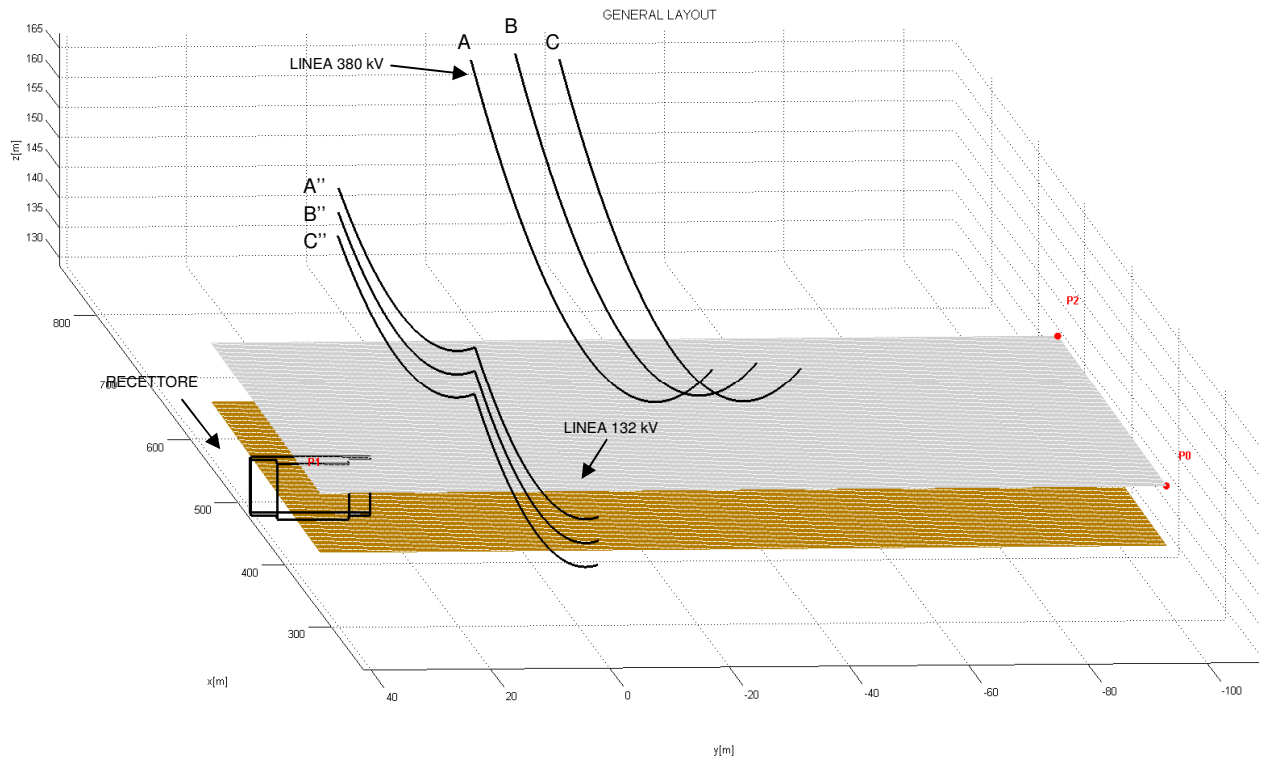 GENERAL LAYOUT
165
160
155
150
145
140
135
130
z[m]
A
B
C
LINEA 380 kV
A’’
B’’
C’’
P2
800
700
RECETTORE
600
500
400
300
P1
LINEA 132 kV
P0
x[m]
40
20
0
-20
-40
-60
-80
-100
y[m]